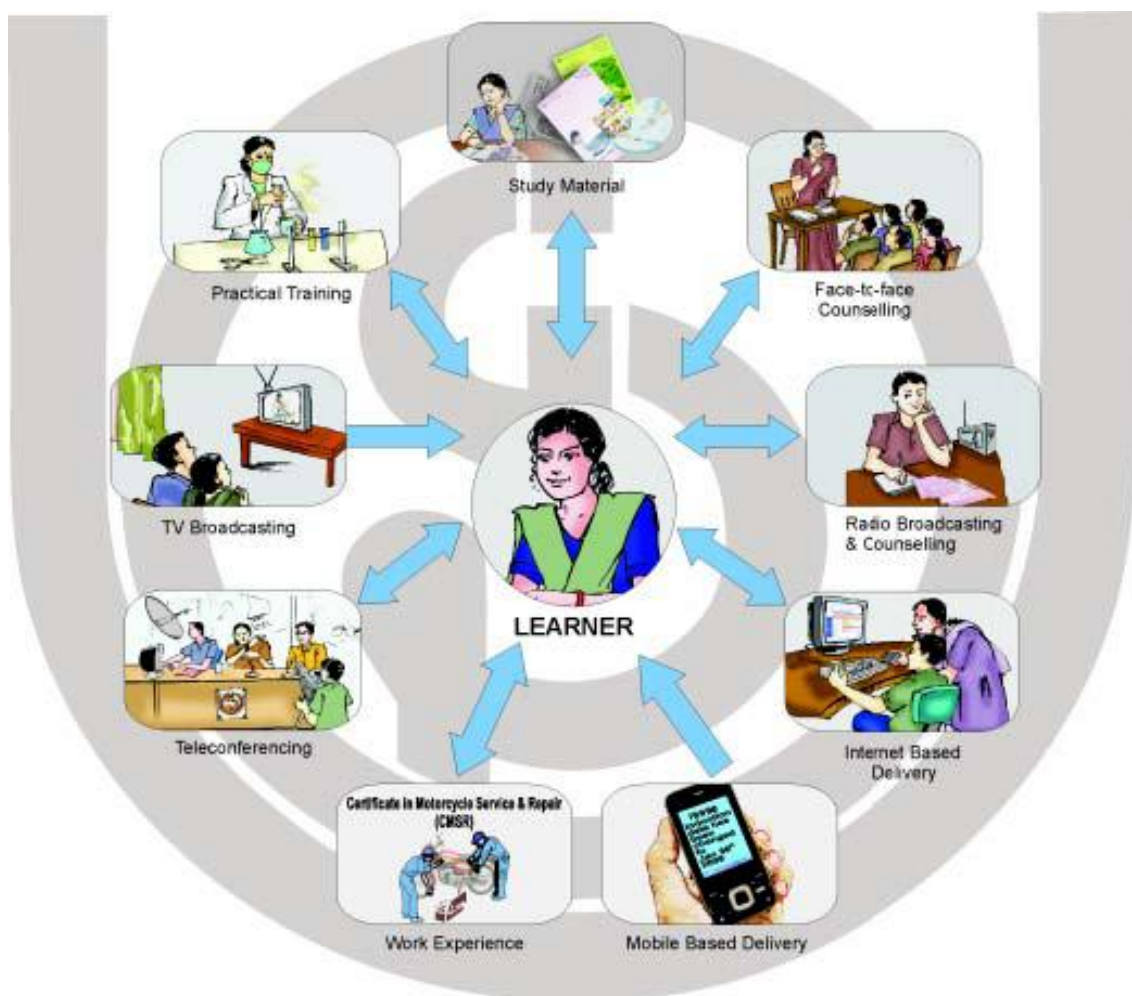 Study Material
Practical Training
Face-to-face
Counselling
TV Broadcasting
Radio Broadcasting
& Counselling
LEARNER
Teleconferencing
Internet Based
Delivery
Certificate in Motorcycle Service & Repair
(CMSR)
Work Experience
Mobile Based Delivery